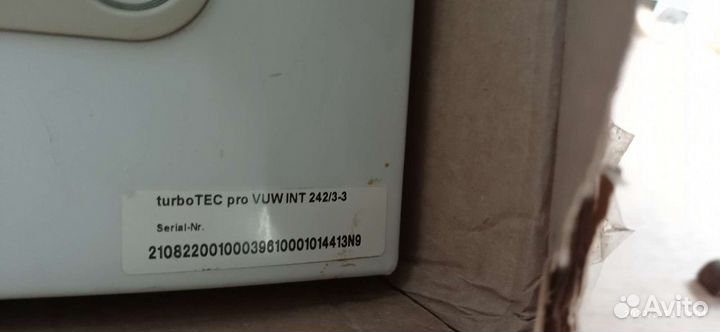 turboTEC pro VUW INT 242/3-3
Serial-Nr.
21082200100039610001014413N9
Avito